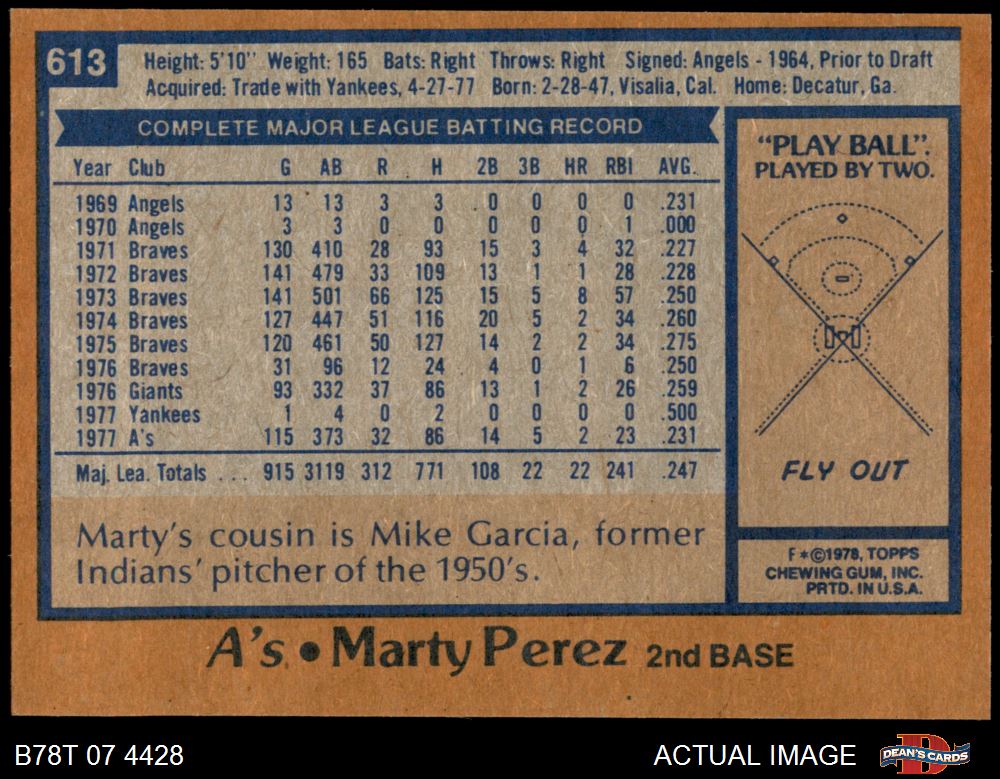 613
Height: 5'10" Weight: 165 Bats: Right Throws: Right Signed: Angels - 1964, Prior to Draft
Acquired: Trade with Yankees, 4-27-77 Born: 2-28-47, Visalia, Cal. Home: Decatur, Ga.
COMPLETE MAJOR LEAGUE BATTING RECORD
Year Club G AB R H 2B 3B HR RBI AVG.
1969 Angels 13 13 3 3 0 0 0 0 .231
1970 Angels 3 3 0 0 0 0 0 1 .000
1971 Braves 130 410 28 93 15 3 4 32 .227
1972 Braves 141 479 33 109 13 1 1 28 .228
1973 Braves 141 501 66 125 15 5 8 57 .250
1974 Braves 127 447 51 116 20 5 2 34 .260
1975 Braves 120 461 50 127 14 2 2 34 .275
1976 Braves 31 96 12 24 4 0 1 6 .250
1976 Giants 93 332 37 86 13 1 2 26 .259
1977 Yankees 1 4 0 2 0 0 0 0 .500
1977 A's 115 373 32 86 14 5 2 23 .231
Maj. Lea. Totals ... 915 3119 312 771 108 22 22 241 .247
Marty's cousin is Mike Garcia, former
Indians' pitcher of the 1950's.
"PLAY BALL".
PLAYED BY TWO.
FLY OUT
F*©1978, TOPPS
CHEWING GUM, INC.
PRTD. IN U.S.A.
A's • Marty Perez 2nd BASE
B78T 07 4428
ACTUAL IMAGE
D
DEAN'S CARDS